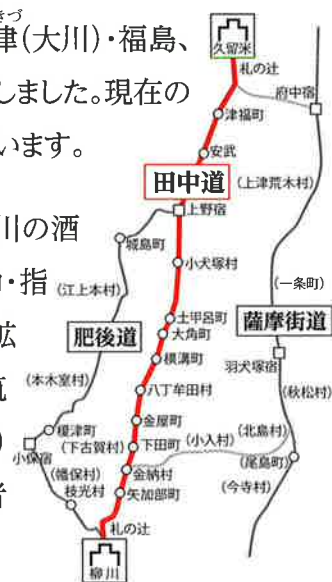 きづ
津(大川)・福島、
しました。現在の
います。
川の酒
・指
者
久留米
札の辻
府中宿
津福町
安武
田中道
(上津荒木村)
上野宿
城島町
小犬塚村
(江上本村)
(一条町)
肥後道
土甲呂町
大角町
薩摩街道
横溝町
羽犬塚宿
(本木室村)
八丁牟田村
(秋松村)
榎津町
金屋町
(北島村)
小保宿
(下古賀村)
下田町
(小入村)
(尾島町)
(幡保村)
金納村
枝光村
矢加部町
(今寺村)
札の辻
柳川